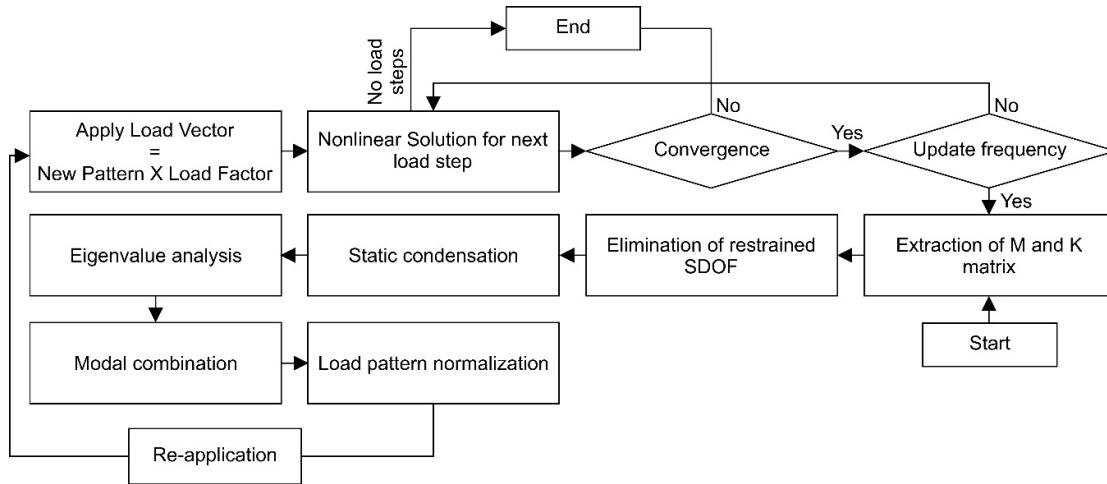 End
No load
steps
No
No
Apply Load Vector
=
New Pattern X Load Factor
Nonlinear Solution for next
load step
Convergence
Yes
Update frequency
Yes
Eigenvalue analysis
Static condensation
Elimination of restrained
SDOF
Extraction of M and K
matrix
Start
Modal combination
Load pattern normalization
Re-application